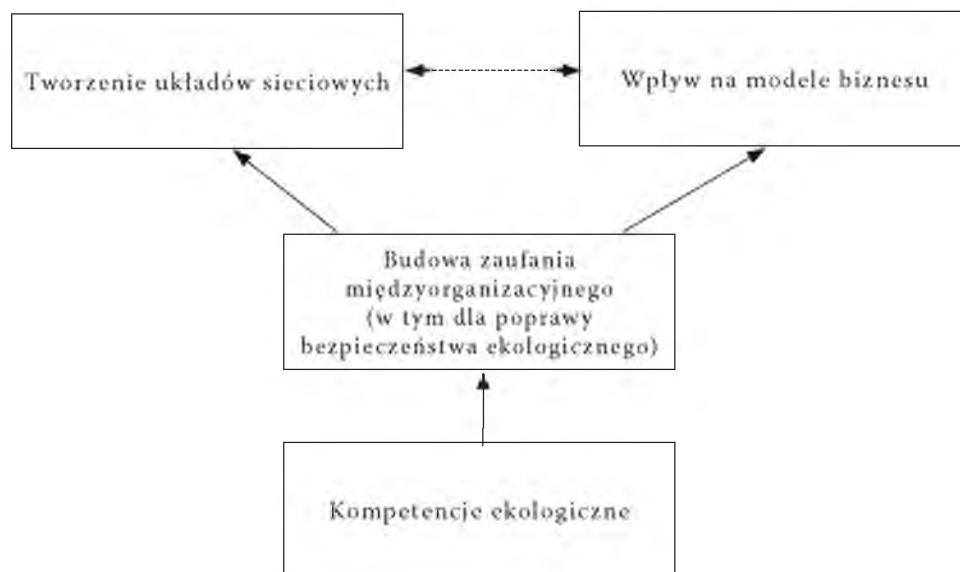 Tworzenie układów sieciowych
Wpływ na modele biznesu
Budowa zaufania
międzyorganizacyjnego
(w tym dla poprawy
bezpieczeństwa ekologicznego)
Kompetencje ekologiczne